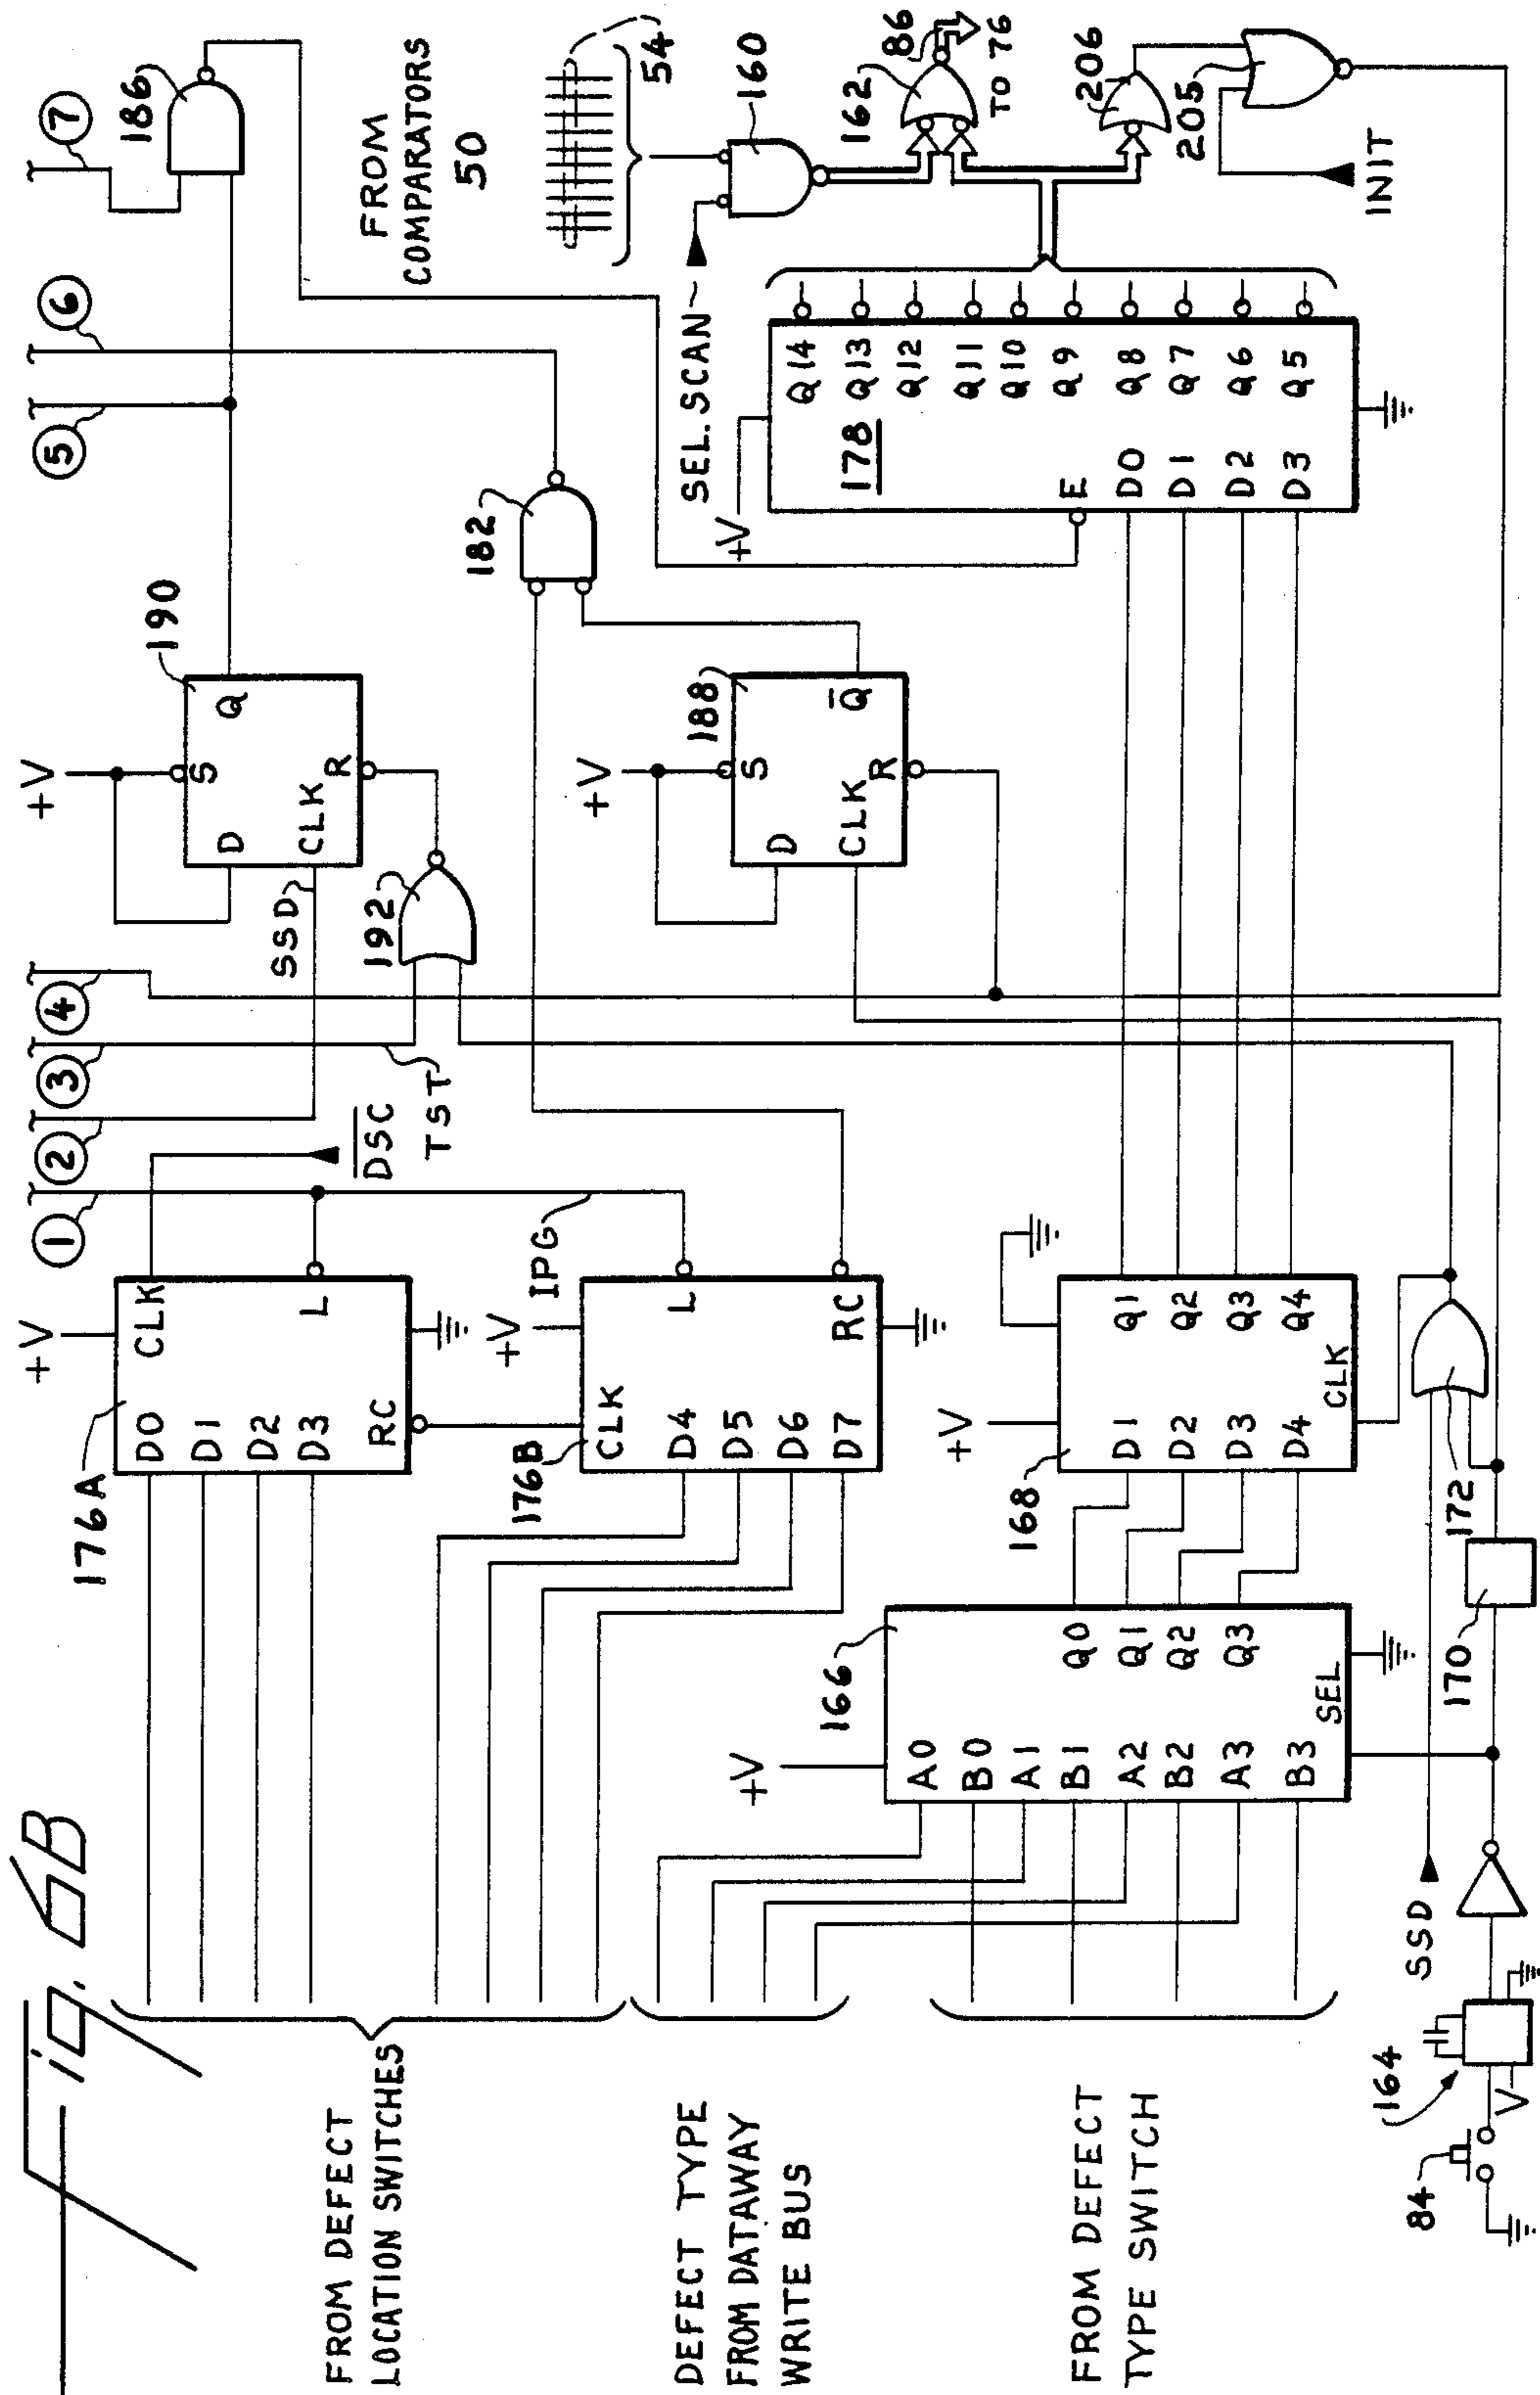 Fig. 6B
FROM DEFECT
LOCATION SWITCHES
DEFECT TYPE
FROM DATAWAY
WRITE BUS
FROM DEFECT
TYPE SWITCH
84
164
V
SSD
170
172
176A
+V
D0
D1
D2
D3
CLK
L
RC
176B
+V
CLK
D4
D5
D6
D7
L
RC
IPG
166
+V
A0
B0
A1
B1
A2
B2
A3
B3
Q0
Q1
Q2
Q3
SEL
168
+V
D1
D2
D3
D4
Q1
Q2
Q3
Q4
CLK
1
2
3
4
5
6
7
DSC
TST
SSD
192
190
+V
D
S
Q
CLK
R
188
+V
D
S
Q̅
CLK
R
182
186
FROM
COMPARATORS
50
54
SEL.SCAN
160
162
86
TO 76
206
205
INIT
178
+V
E
D0
D1
D2
D3
Q14
Q13
Q12
Q11
Q10
Q9
Q8
Q7
Q6
Q5